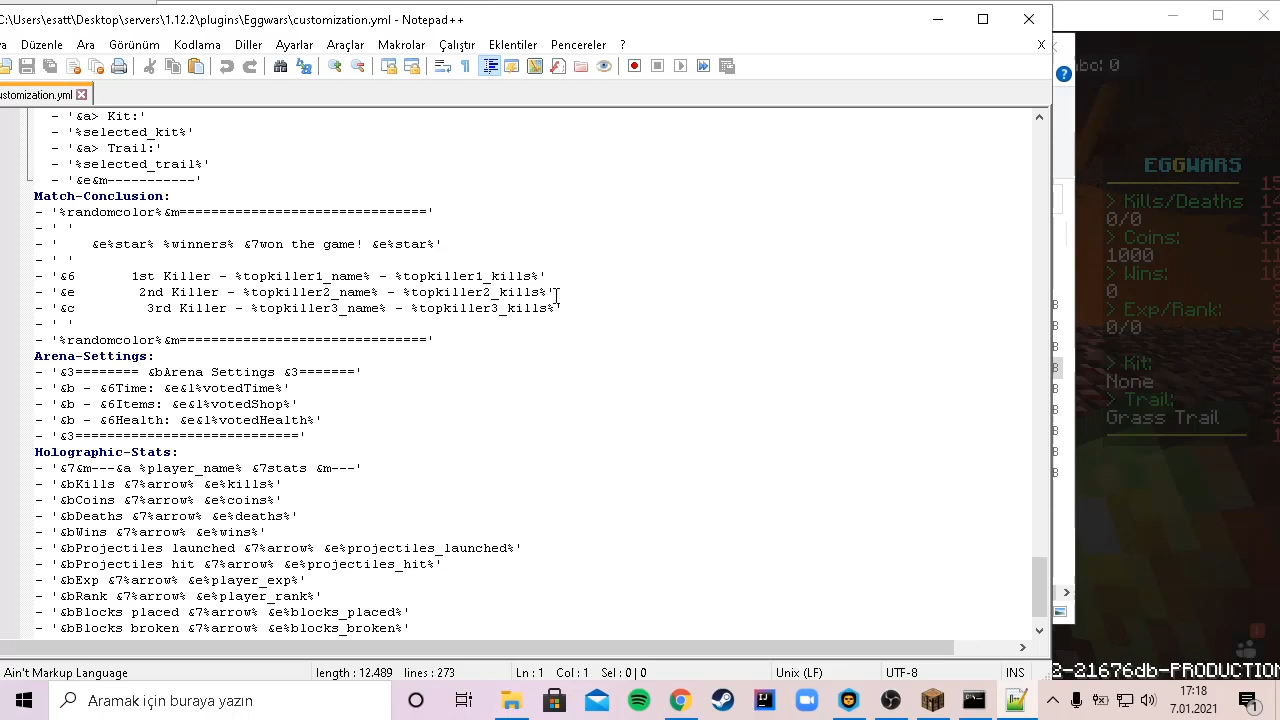 C:\Users\esatt\Desktop\servers\1.12.2\plugins\Eggwars\customization.yml - Notepad++
Düzenle Ara Görünüm Kodlama Diller Ayarlar Araçlar Makrolar Çalıştır Eklentiler Pencereler ? X
ustomization.yml
- '&a> Kit:'
- '%selected_kit%'
- '&a> Trail:'
- '%selected_trail%'
- '&e&m-----------'
Match-Conclusion:
- '%randomcolor%&m=============================='
- ' '
- '    &e%star% %winners% &7won the game! &e%star%'
- ' '
- '&6       1st Killer - %topkiller1_name% - %topkiller1_kills%'
- '&e        2nd Killer - %topkiller2_name% - %topkiller2_kills%'
- '&c         3rd Killer - %topkiller3_name% - %topkiller3_kills%'
- ' '
- '%randomcolor%&m=============================='
Arena-Settings:
- '&3======== &bArena Settings &3======='
- '&b - &6Time: &e&l%votedTime%'
- '&b - &6Items: &e&l%votedShop%'
- '&b - &6Health: &e&l%votedHealth%'
- '&3============================'
Holographic-Stats:
- '&7&m---&a %player_name% &7stats &m---'
- '&bKills &7%arrow% &e%kills%'
- '&bCoins &7%arrow% &e%coins%'
- '&bDeaths &7%arrow% &e%deaths%'
- '&bWins &7%arrow% &e%wins%'
- '&bProjectiles launched &7%arrow% &e%projectiles_launched%'
- '&bProjectiles hit &7%arrow% &e%projectiles_hit%'
- '&bExp &7%arrow% &e%player_exp%'
- '&bRank &7%arrow% &e%player_rank%'
- '&bBlocks placed &7%arrow% &e%blocks_placed%'
- '&bBlocks broken &7%arrow% &e%blocks_broken%'
Ain't Markup Language length : 12.489 lines : 273 Ln : 1 Col : 1 Sel : 0 | 0 Unix (LF) UTF-8 INS
bo: 0
EGGWARS
> Kills/Deaths
0/0
> Coins:
1000
> Wins:
0
> Exp/Rank:
0/0
> Kit:
None
> Trail:
Grass Trail
2-21676db-PRODUCTION
Aramak için buraya yazın
17:18
7.01.2021